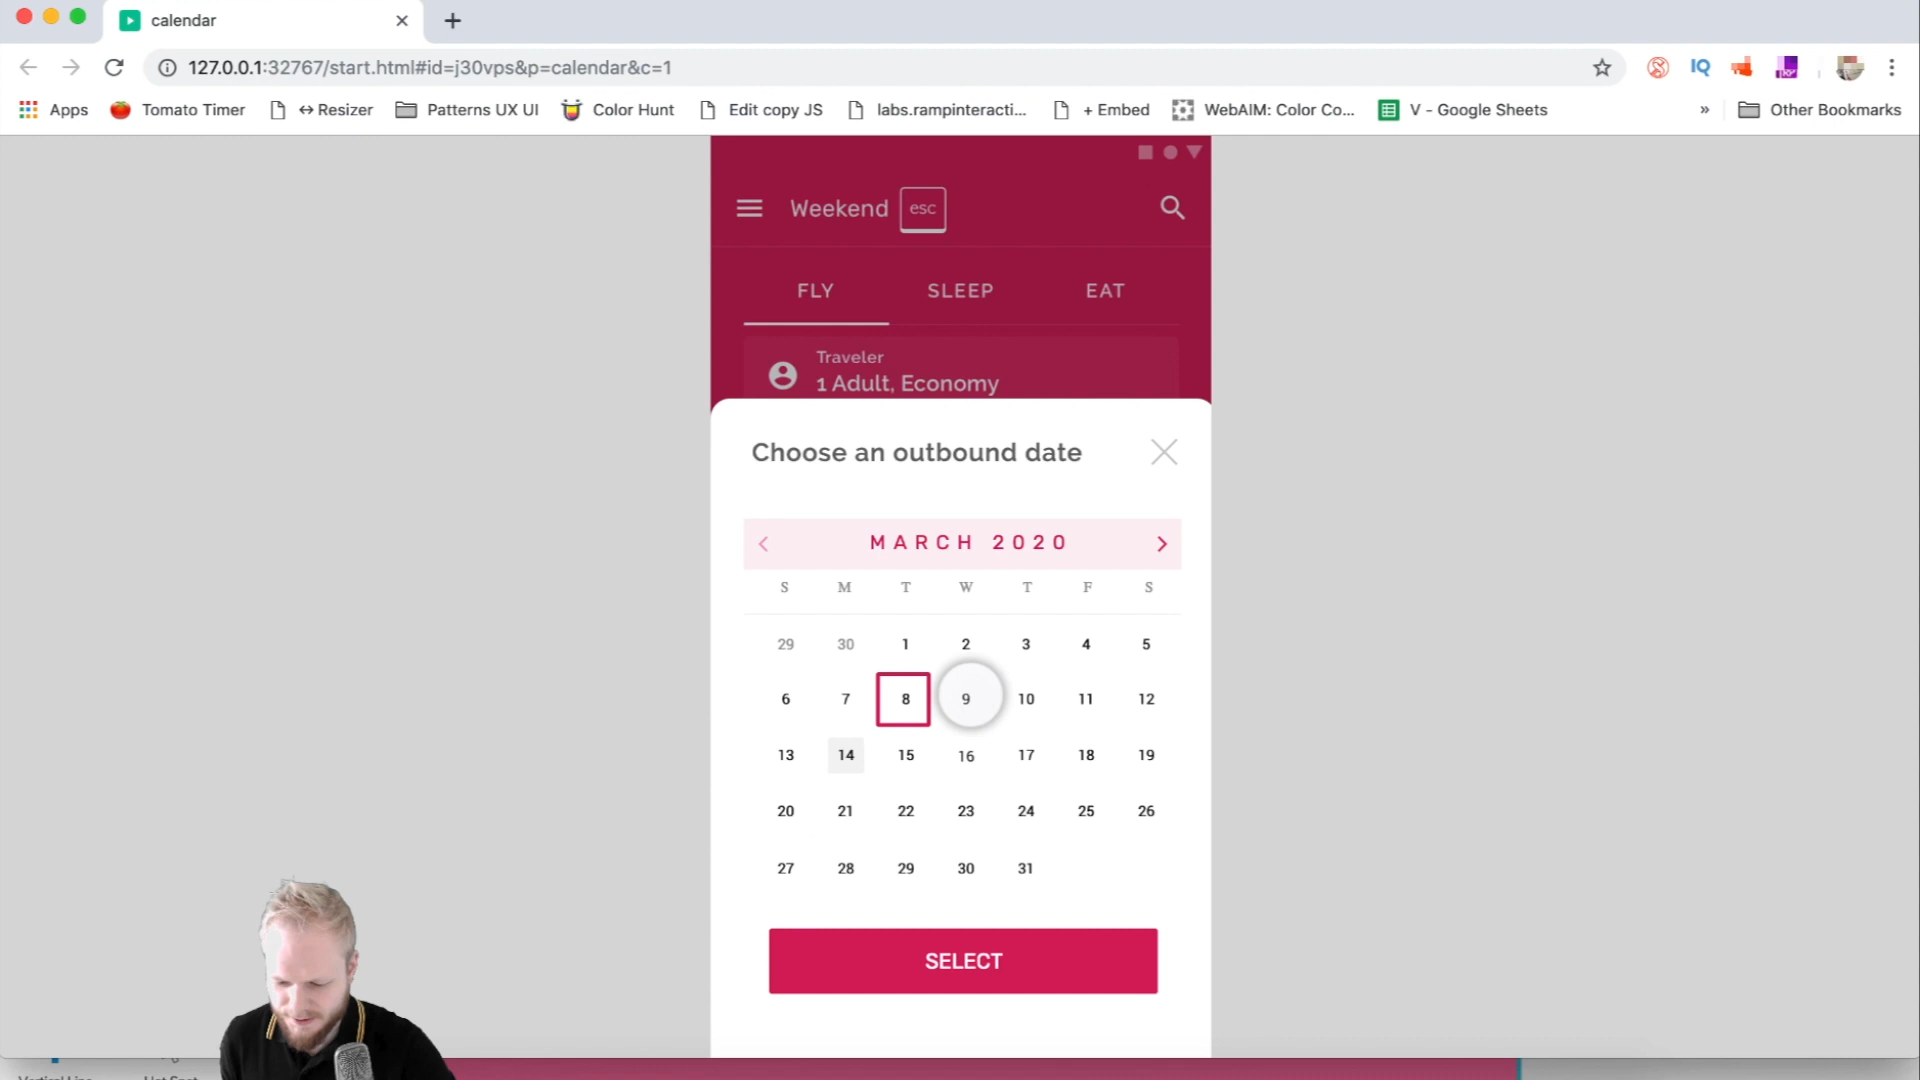 calendar
127.0.0.1:32767/start.html#id=j30vps&p=calendar&c=1
IQ
Apps
Tomato Timer
Resizer
Patterns UX UI
Color Hunt
Edit copy JS
labs.rampinteracti...
+ Embed
WebAIM: Color Co...
V - Google Sheets
»
Other Bookmarks
Weekend esc
FLY SLEEP EAT
Traveler
1 Adult, Economy
Choose an outbound date
MARCH 2020
S M T W T F S
29 30 1 2 3 4 5
6 7 8 9 10 11 12
13 14 15 16 17 18 19
20 21 22 23 24 25 26
27 28 29 30 31
SELECT